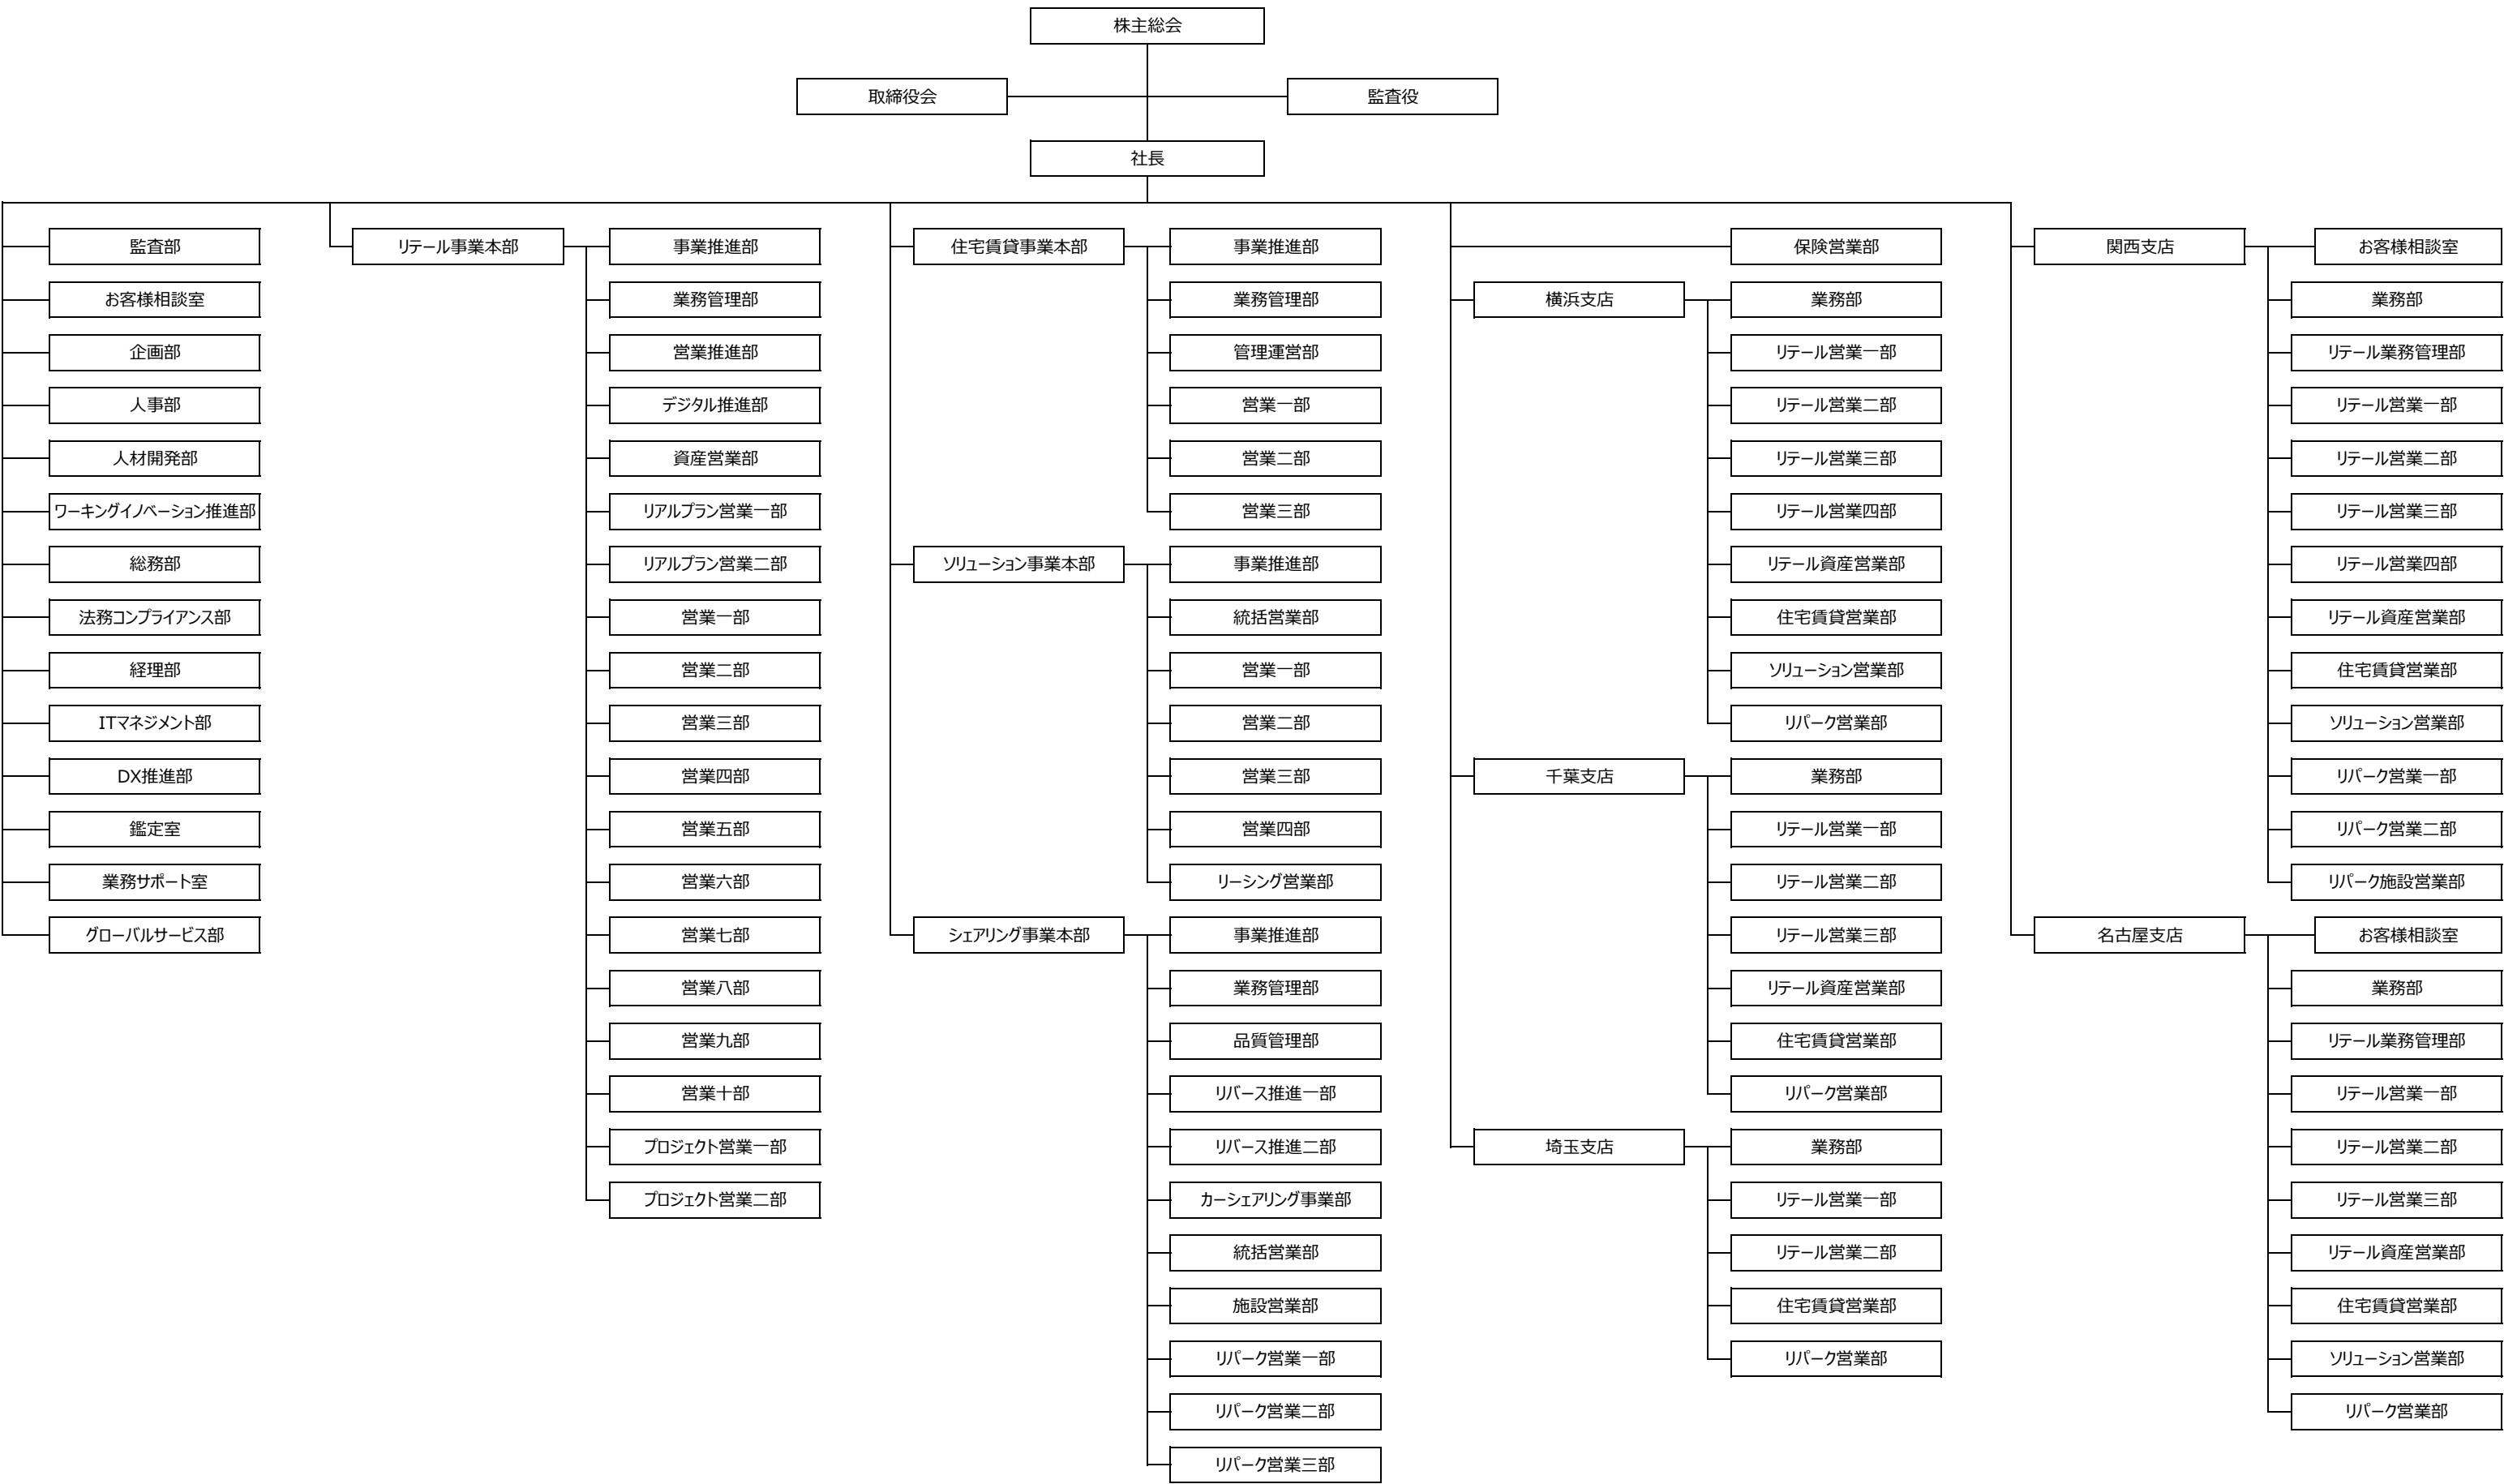 株主総会
取締役会
監査役
社長
監査部
お客様相談室
企画部
人事部
人材開発部
ワーキングイノベーション推進部
総務部
法務コンプライアンス部
経理部
ITマネジメント部
DX推進部
鑑定室
業務サポート室
グローバルサービス部
リテール事業本部
事業推進部
業務管理部
営業推進部
デジタル推進部
資産営業部
リアルプラン営業一部
リアルプラン営業二部
営業一部
営業二部
営業三部
営業四部
営業五部
営業六部
営業七部
営業八部
営業九部
営業十部
プロジェクト営業一部
プロジェクト営業二部
住宅賃貸事業本部
事業推進部
業務管理部
管理運営部
営業一部
営業二部
営業三部
ソリューション事業本部
事業推進部
統括営業部
営業一部
営業二部
営業三部
営業四部
リーシング営業部
シェアリング事業本部
事業推進部
業務管理部
品質管理部
リバース推進一部
リバース推進二部
カーシェアリング事業部
統括営業部
施設営業部
リパーク営業一部
リパーク営業二部
リパーク営業三部
保険営業部
横浜支店
業務部
リテール営業一部
リテール営業二部
リテール営業三部
リテール営業四部
リテール資産営業部
住宅賃貸営業部
ソリューション営業部
リパーク営業部
千葉支店
業務部
リテール営業一部
リテール営業二部
リテール営業三部
リテール資産営業部
住宅賃貸営業部
リパーク営業部
埼玉支店
業務部
リテール営業一部
リテール営業二部
住宅賃貸営業部
リパーク営業部
関西支店
お客様相談室
業務部
リテール業務管理部
リテール営業一部
リテール営業二部
リテール営業三部
リテール営業四部
リテール資産営業部
住宅賃貸営業部
ソリューション営業部
リパーク営業一部
リパーク営業二部
リパーク施設営業部
名古屋支店
お客様相談室
業務部
リテール業務管理部
リテール営業一部
リテール営業二部
リテール営業三部
リテール資産営業部
住宅賃貸営業部
ソリューション営業部
リパーク営業部